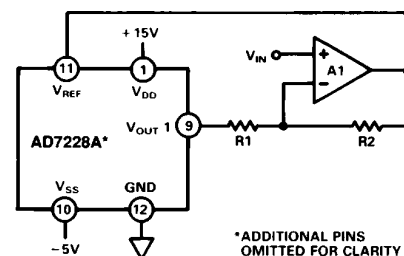 +15V
VIN
A1
+
−
11
1
VREF
VDD
VOUT 1
9
AD7228A*
R1
R2
VSS
GND
10
12
−5V
*ADDITIONAL PINS
OMITTED FOR CLARITY